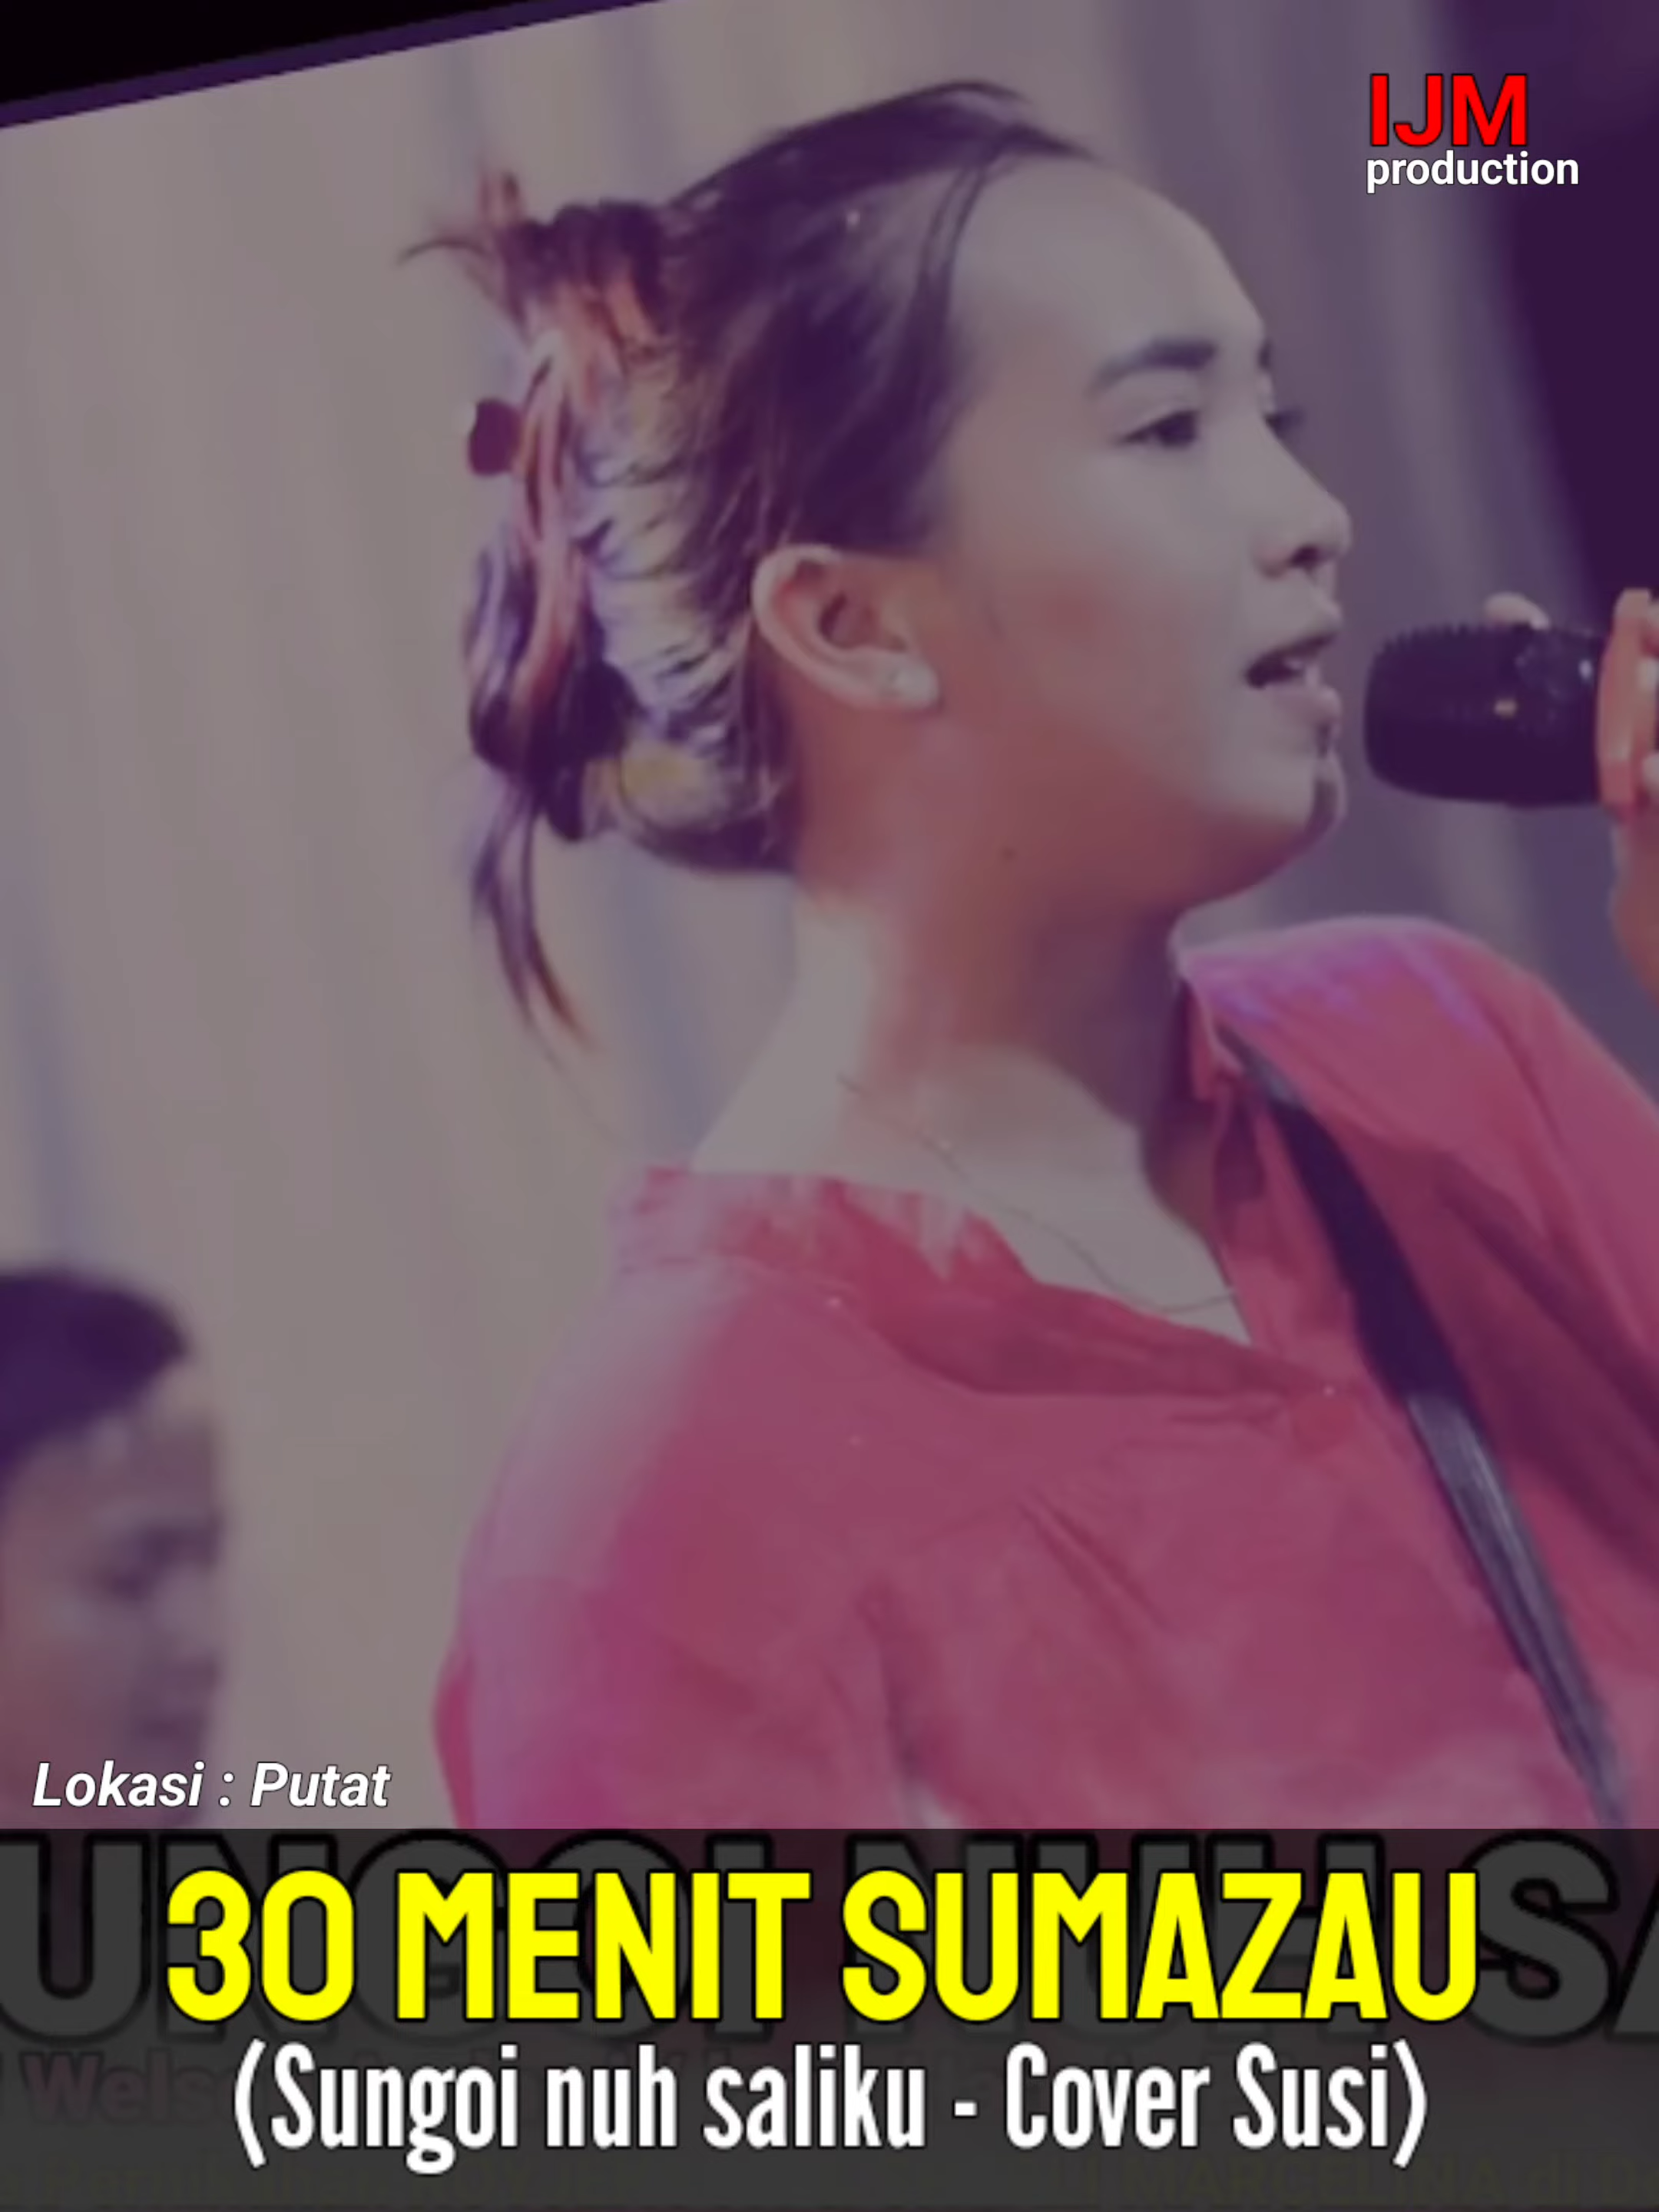 IJM
production
Lokasi : Putat
30 MENIT SUMAZAU
(Sungoi nuh saliku - Cover Susi)